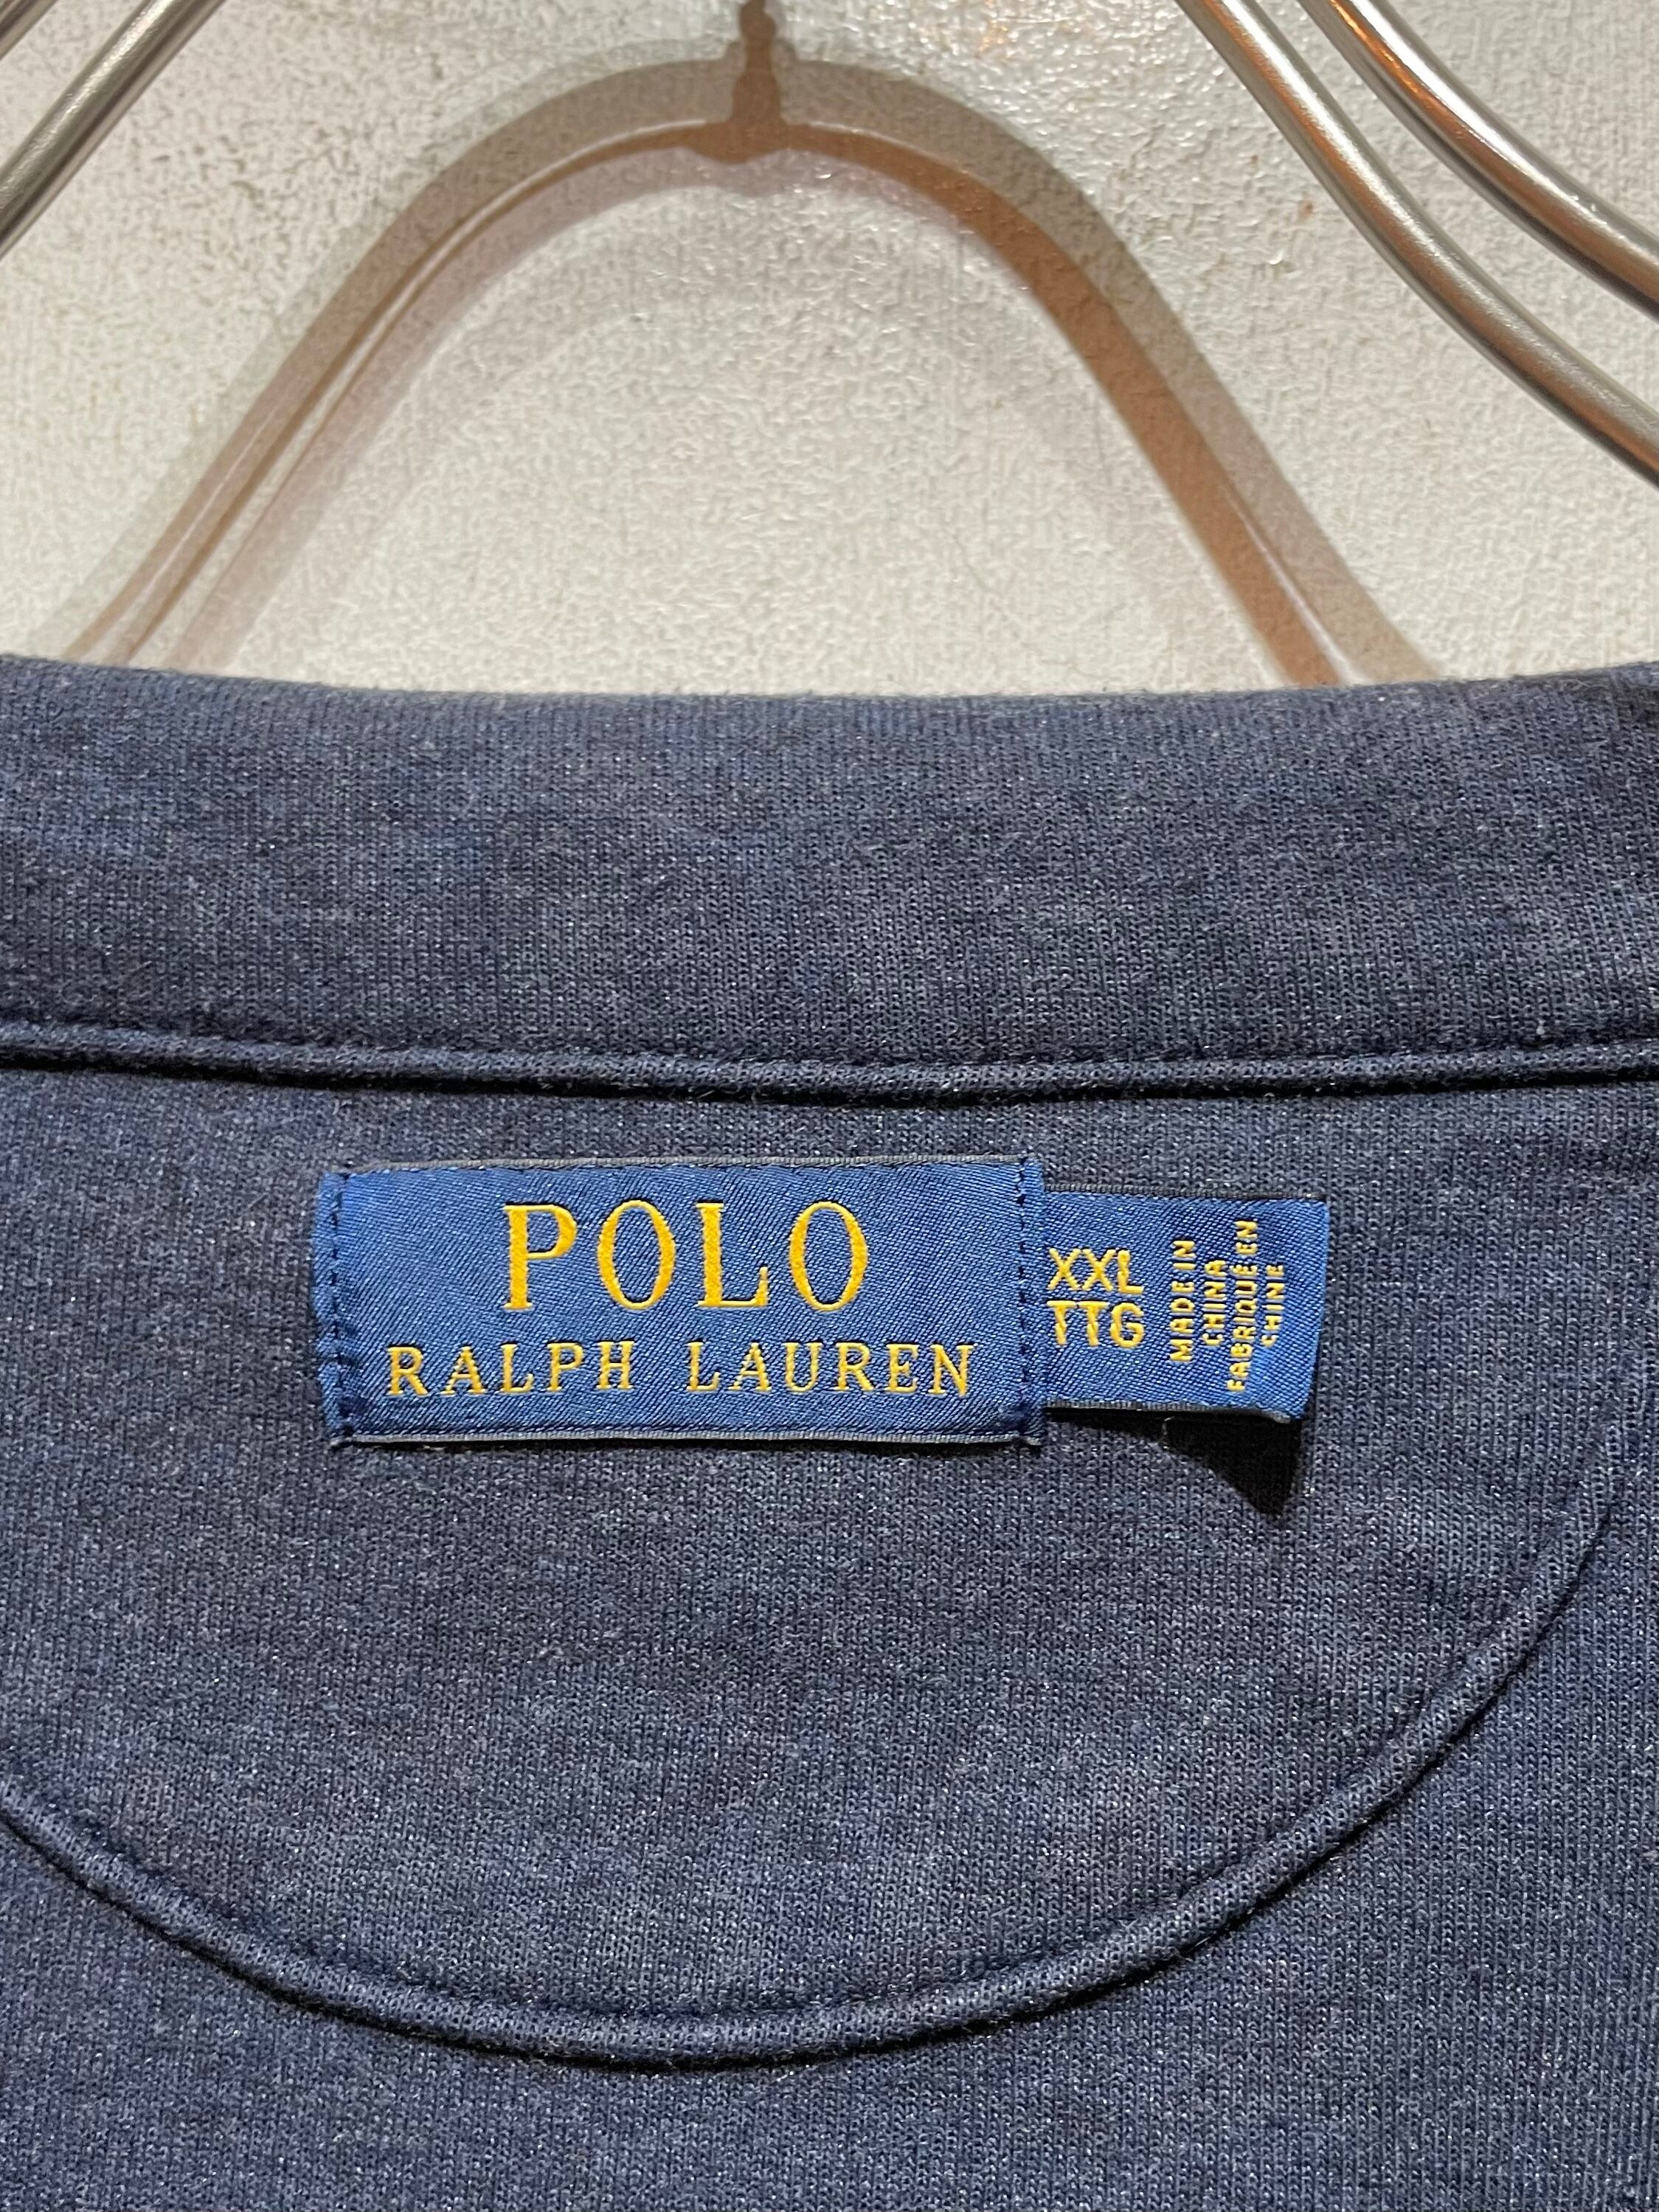 POLO
RALPH LAUREN
XXL
TTG
MADE IN
CHINA
FABRIQUÉ EN
CHINE